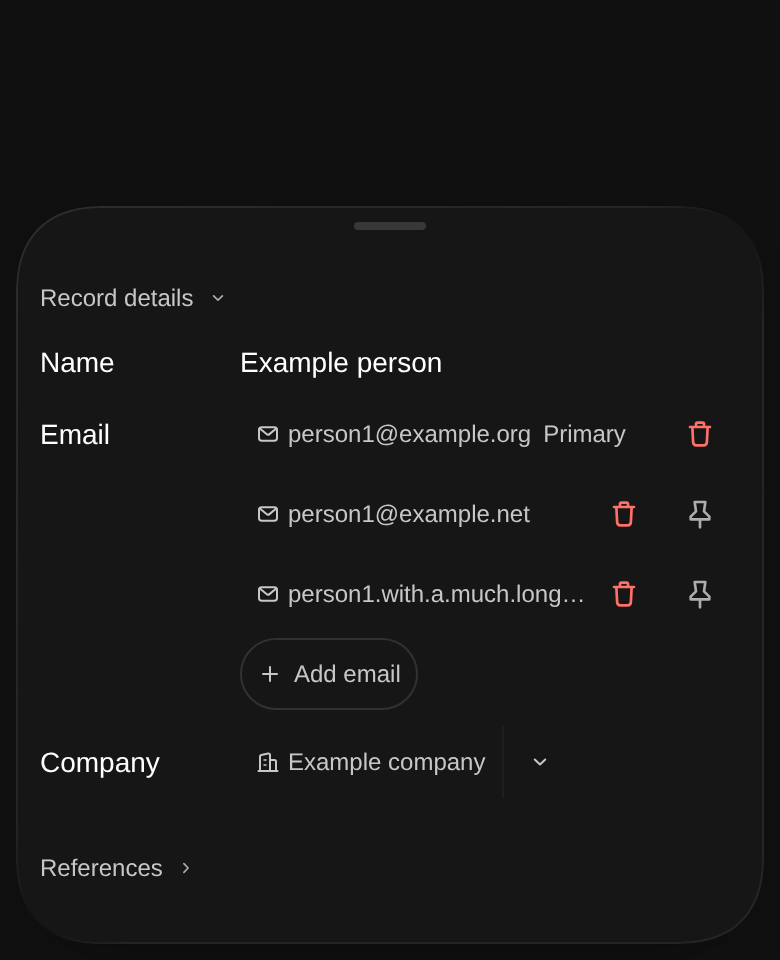 Record details
Name Example person
Email person1@example.org Primary
person1@example.net
person1.with.a.much.long…
Add email
Company Example company
References